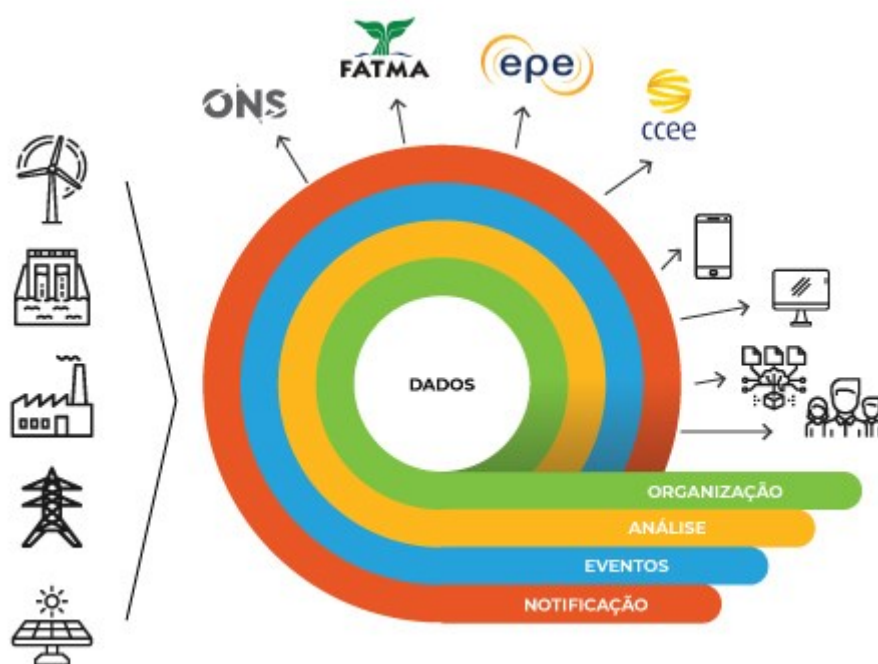 ONS
FATMA
epe
ccee
DADOS
ORGANIZAÇÃO
ANÁLISE
EVENTOS
NOTIFICAÇÃO